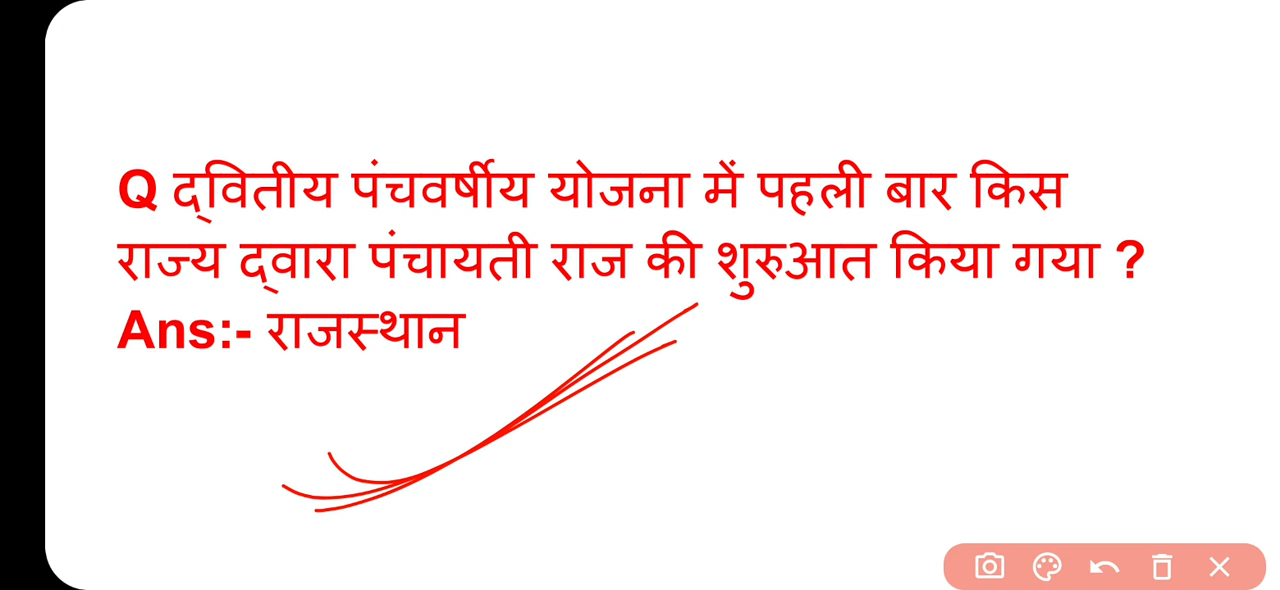 Q द्वितीय पंचवर्षीय योजना में पहली बार किस
राज्य द्वारा पंचायती राज की शुरुआत किया गया ?
Ans:- राजस्थान